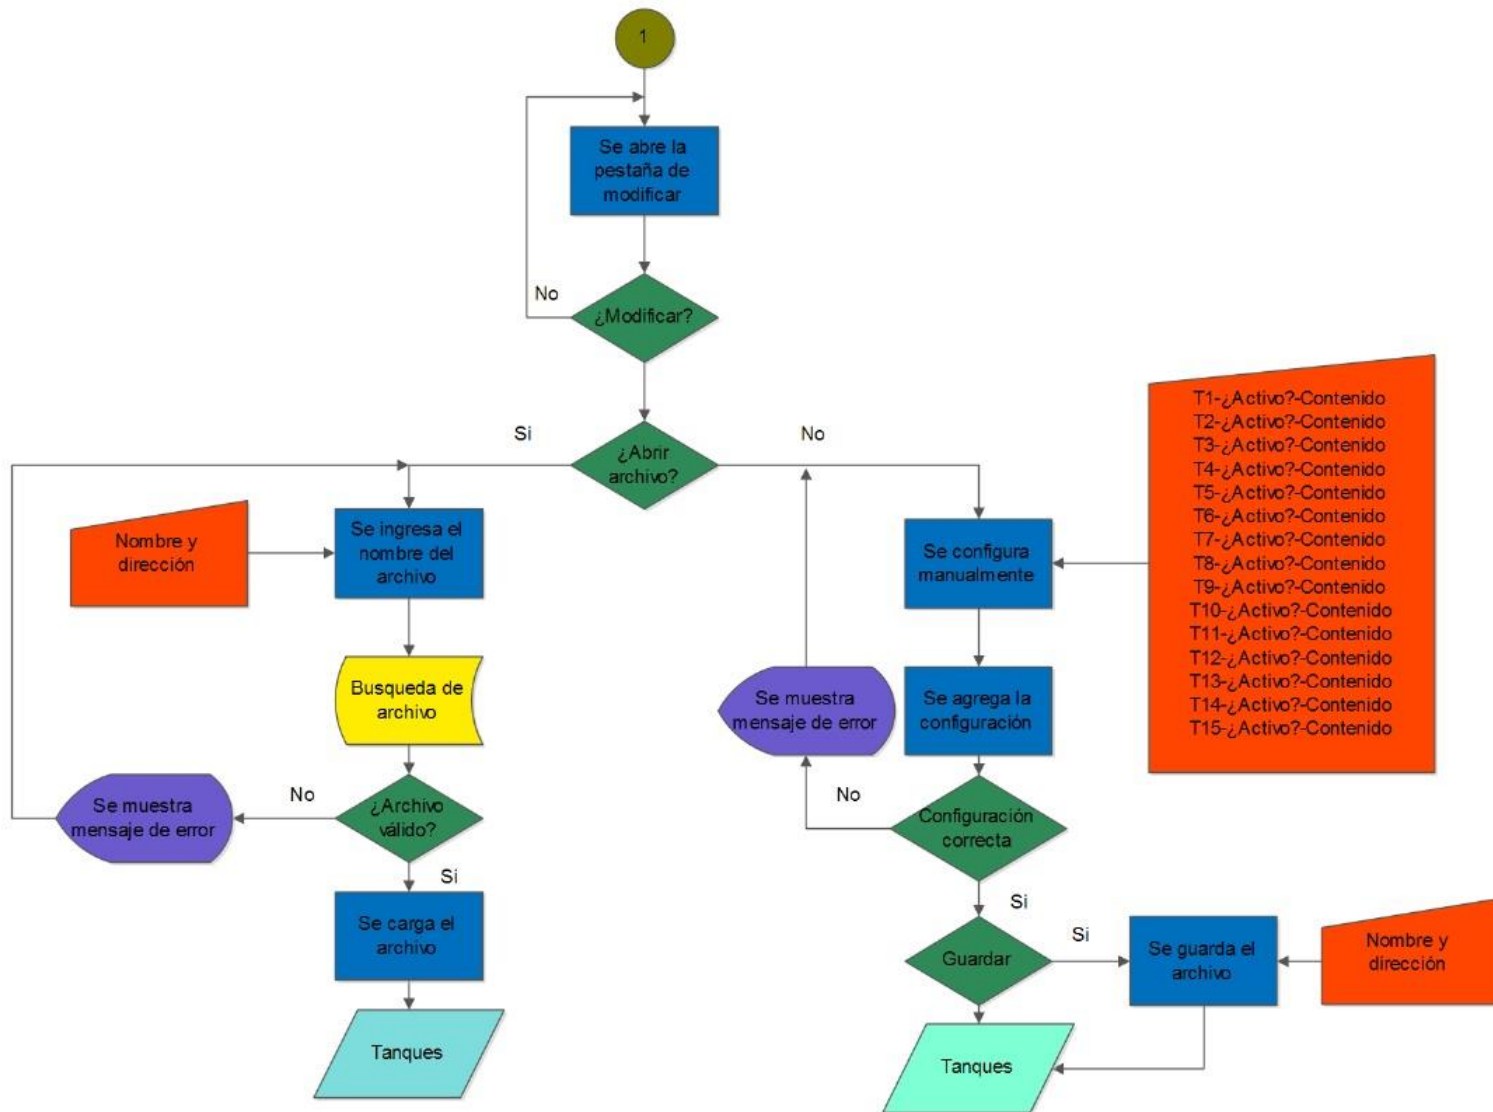 1
Se abre la
pestaña de
modificar
No
¿Modificar?
Si
No
¿Abrir
archivo?
Nombre y
dirección
Se ingresa el
nombre del
archivo
Busqueda de
archivo
Se muestra
mensaje de error
No
¿Archivo
válido?
Si
Se carga el
archivo
Tanques
Se configura
manualmente
T1-¿Activo?-Contenido
T2-¿Activo?-Contenido
T3-¿Activo?-Contenido
T4-¿Activo?-Contenido
T5-¿Activo?-Contenido
T6-¿Activo?-Contenido
T7-¿Activo?-Contenido
T8-¿Activo?-Contenido
T9-¿Activo?-Contenido
T10-¿Activo?-Contenido
T11-¿Activo?-Contenido
T12-¿Activo?-Contenido
T13-¿Activo?-Contenido
T14-¿Activo?-Contenido
T15-¿Activo?-Contenido
Se muestra
mensaje de error
Se agrega la
configuración
No
Configuración
correcta
Si
Guardar
Si
Se guarda el
archivo
Nombre y
dirección
Tanques